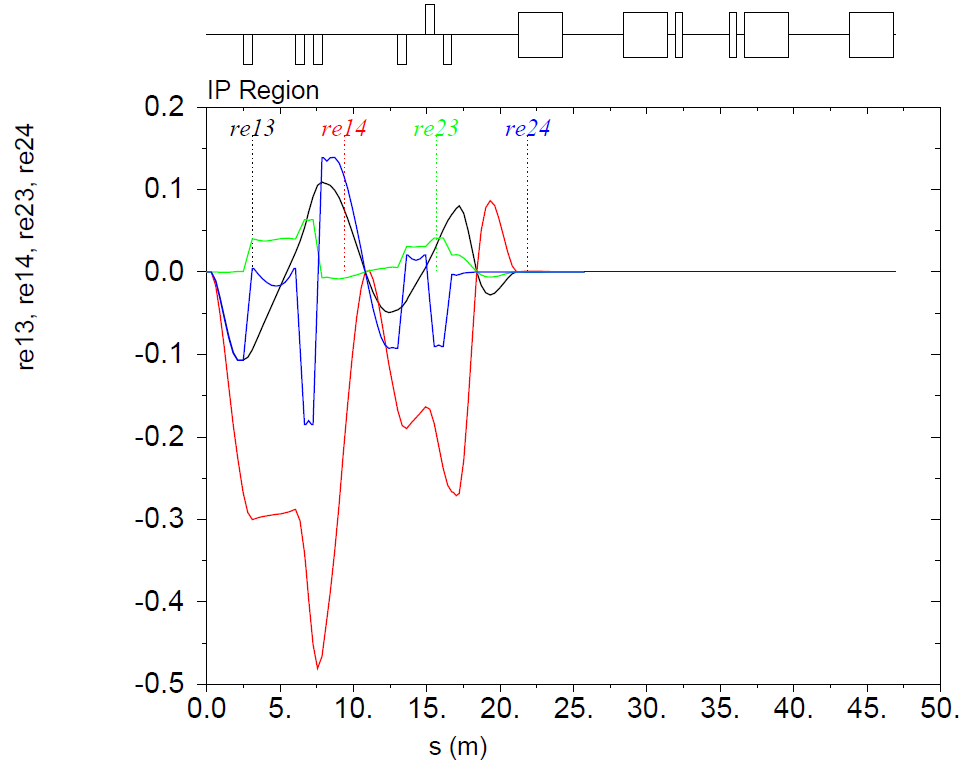 IP Region
re13 re14 re23 re24
re13, re14, re23, re24
0.2
0.1
0.0
-0.1
-0.2
-0.3
-0.4
-0.5
0.0 5. 10. 15. 20. 25. 30. 35. 40. 45. 50.
s (m)